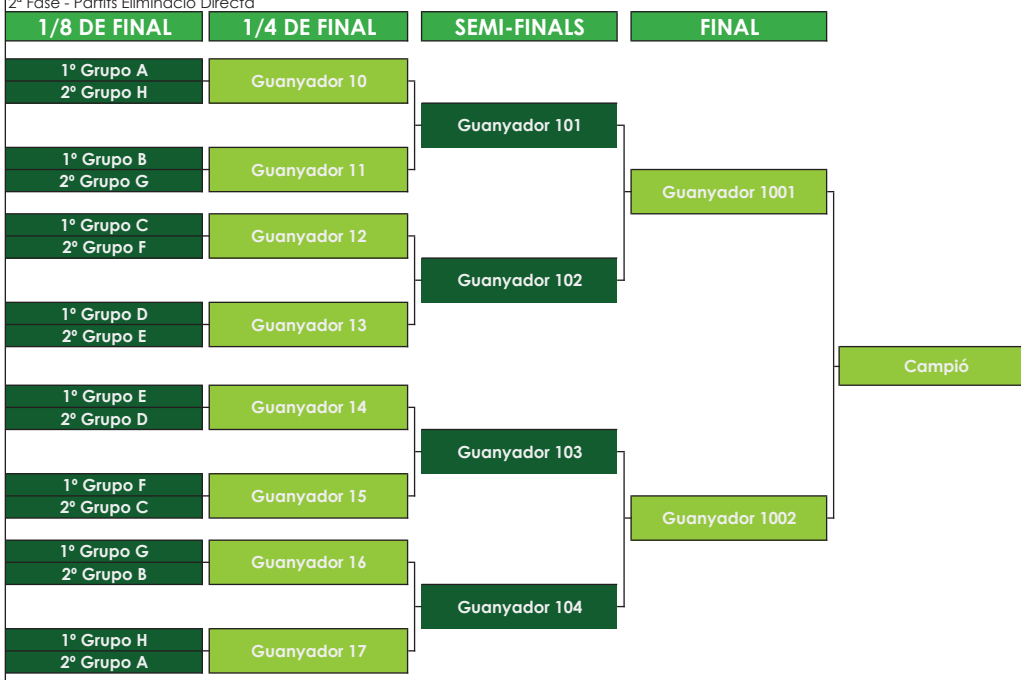 2ª Fase - Partits Eliminació Directa
1/8 DE FINAL
1/4 DE FINAL
SEMI-FINALS
FINAL
1º Grupo A
2º Grupo H
Guanyador 10
Guanyador 101
1º Grupo B
2º Grupo G
Guanyador 11
Guanyador 1001
1º Grupo C
2º Grupo F
Guanyador 12
Guanyador 102
1º Grupo D
2º Grupo E
Guanyador 13
Campió
1º Grupo E
2º Grupo D
Guanyador 14
Guanyador 103
1º Grupo F
2º Grupo C
Guanyador 15
Guanyador 1002
1º Grupo G
2º Grupo B
Guanyador 16
Guanyador 104
1º Grupo H
2º Grupo A
Guanyador 17